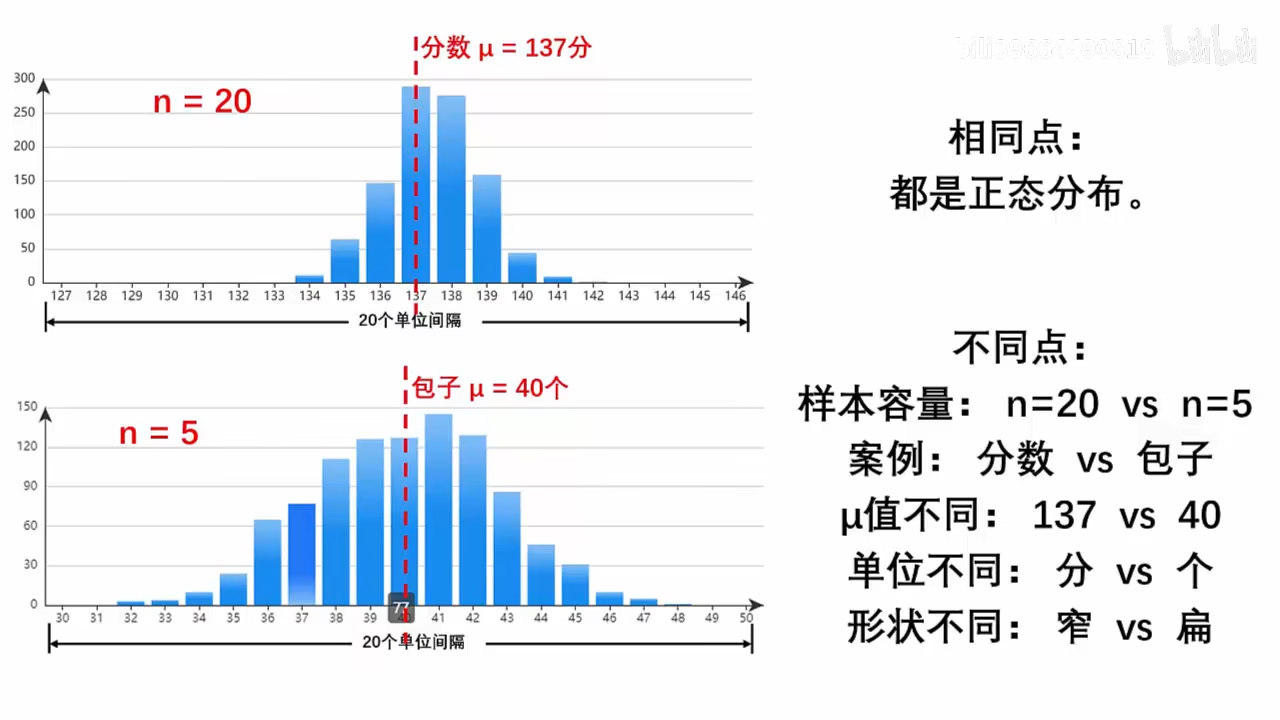 分数 μ = 137分
n = 20
300
250
200
150
100
50
0
127 128 129 130 131 132 133 134 135 136 137 138 139 140 141 142 143 144 145 146
20个单位间隔
包子 μ = 40个
n = 5
150
120
90
60
30
0
77
30 31 32 33 34 35 36 37 38 39 40 41 42 43 44 45 46 47 48 49 50
20个单位间隔
bilibili
相同点：
都是正态分布。
不同点：
样本容量： n=20 vs n=5
案例： 分数 vs 包子
μ值不同： 137 vs 40
单位不同： 分 vs 个
形状不同： 窄 vs 扁